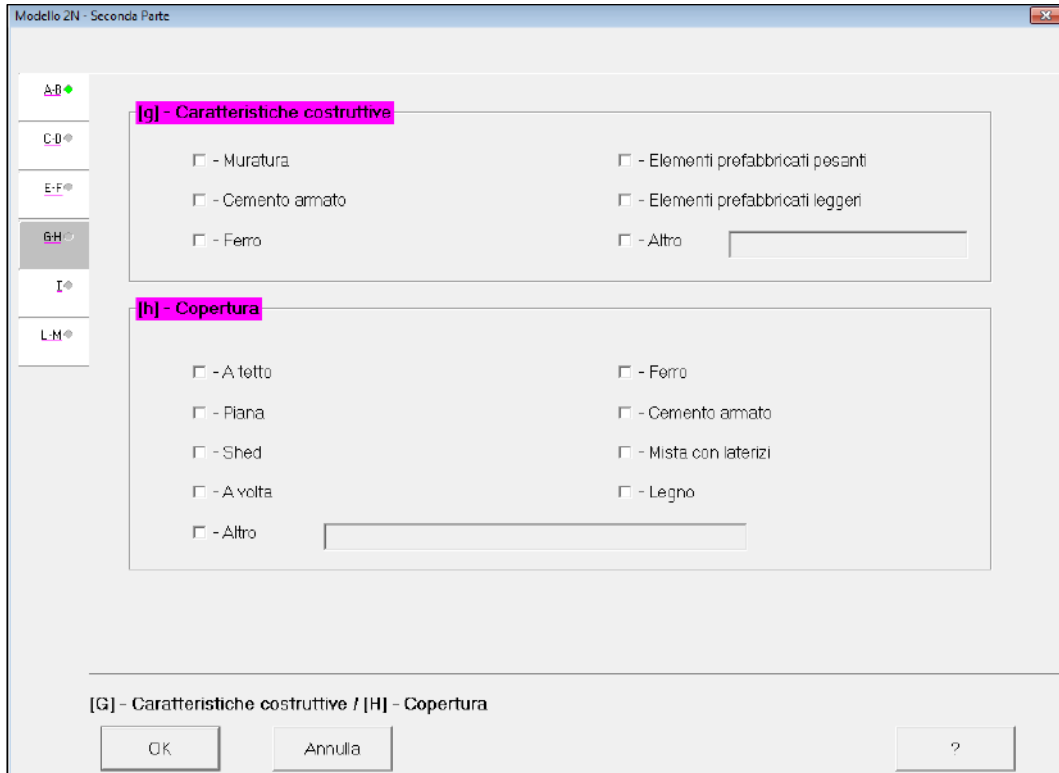 Modello 2N - Seconda Parte
A-B
C-D
E-F
G-H
I
L-M
[g] - Caratteristiche costruttive
- Muratura
- Elementi prefabbricati pesanti
- Cemento armato
- Elementi prefabbricati leggeri
- Ferro
- Altro
[h] - Copertura
- A tetto
- Ferro
- Piana
- Cemento armato
- Shed
- Mista con laterizi
- A volta
- Legno
- Altro
[G] - Caratteristiche costruttive / [H] - Copertura
OK
Annulla
?